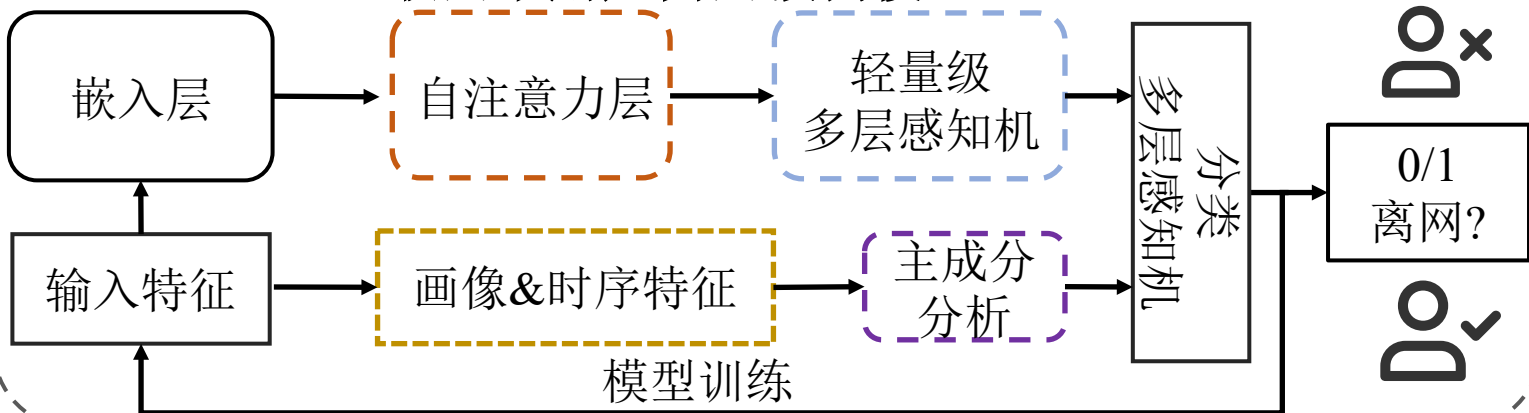 嵌入层
自注意力层
轻量级
多层感知机
分类
多层感知机
0/1
离网?
输入特征
画像&时序特征
主成分
分析
模型训练